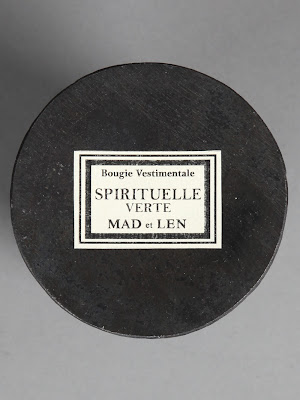 Bougie Vestimentale
SPIRITUELLE
VERTE
MAD et LEN